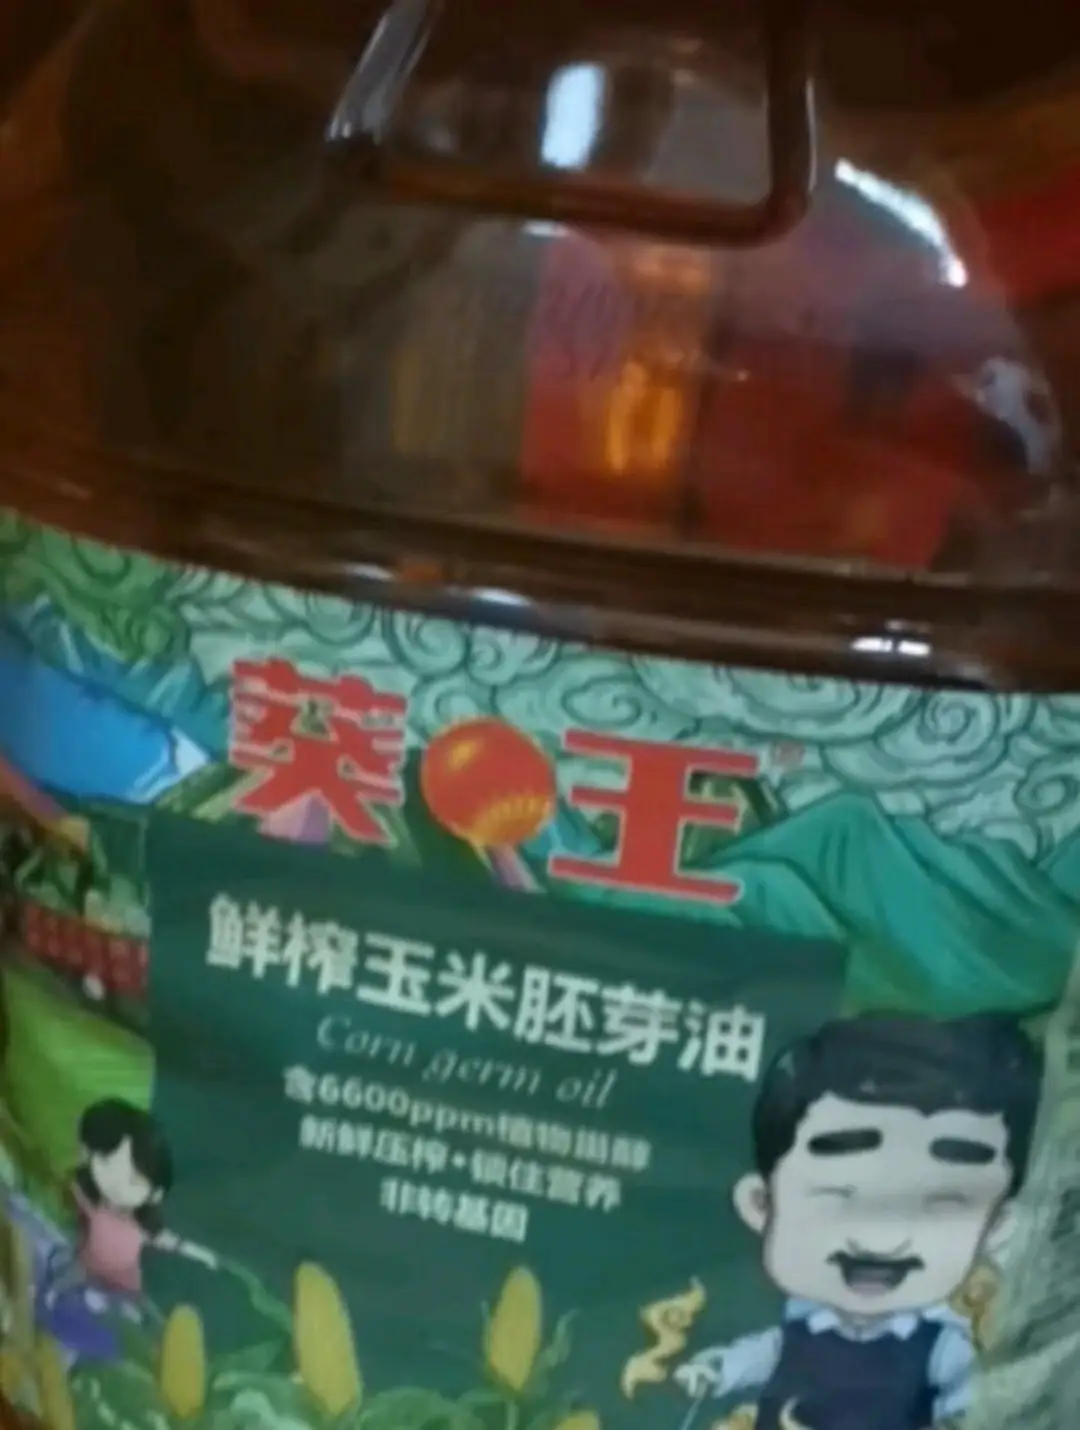 葵王®
鲜榨玉米胚芽油
Corn germ oil
含6600ppm植物甾醇
新鲜压榨·锁住营养
非转基因